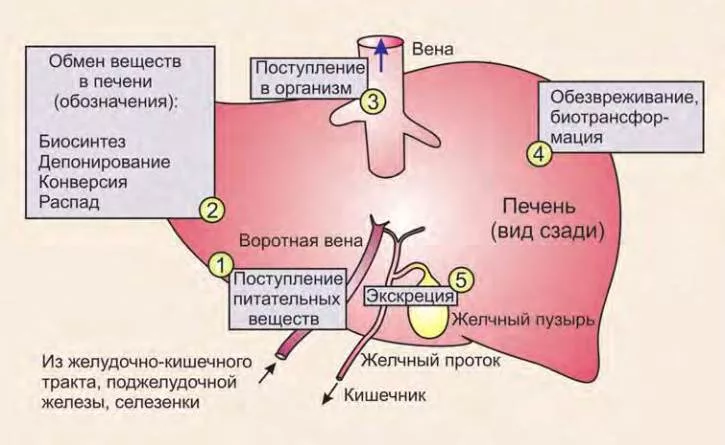 Обмен веществ
в печени
(обозначения):
Биосинтез
Депонирование
Конверсия
Распад
2
Поступление
в организм
3
Вена
Обезвреживание,
биотрансфор-
мация
4
Печень
(вид сзади)
Воротная вена
1
Поступление
питательных
веществ
5
Экскреция
Желчный пузырь
Желчный проток
Из желудочно-кишечного
тракта, поджелудочной
железы, селезенки
Кишечник